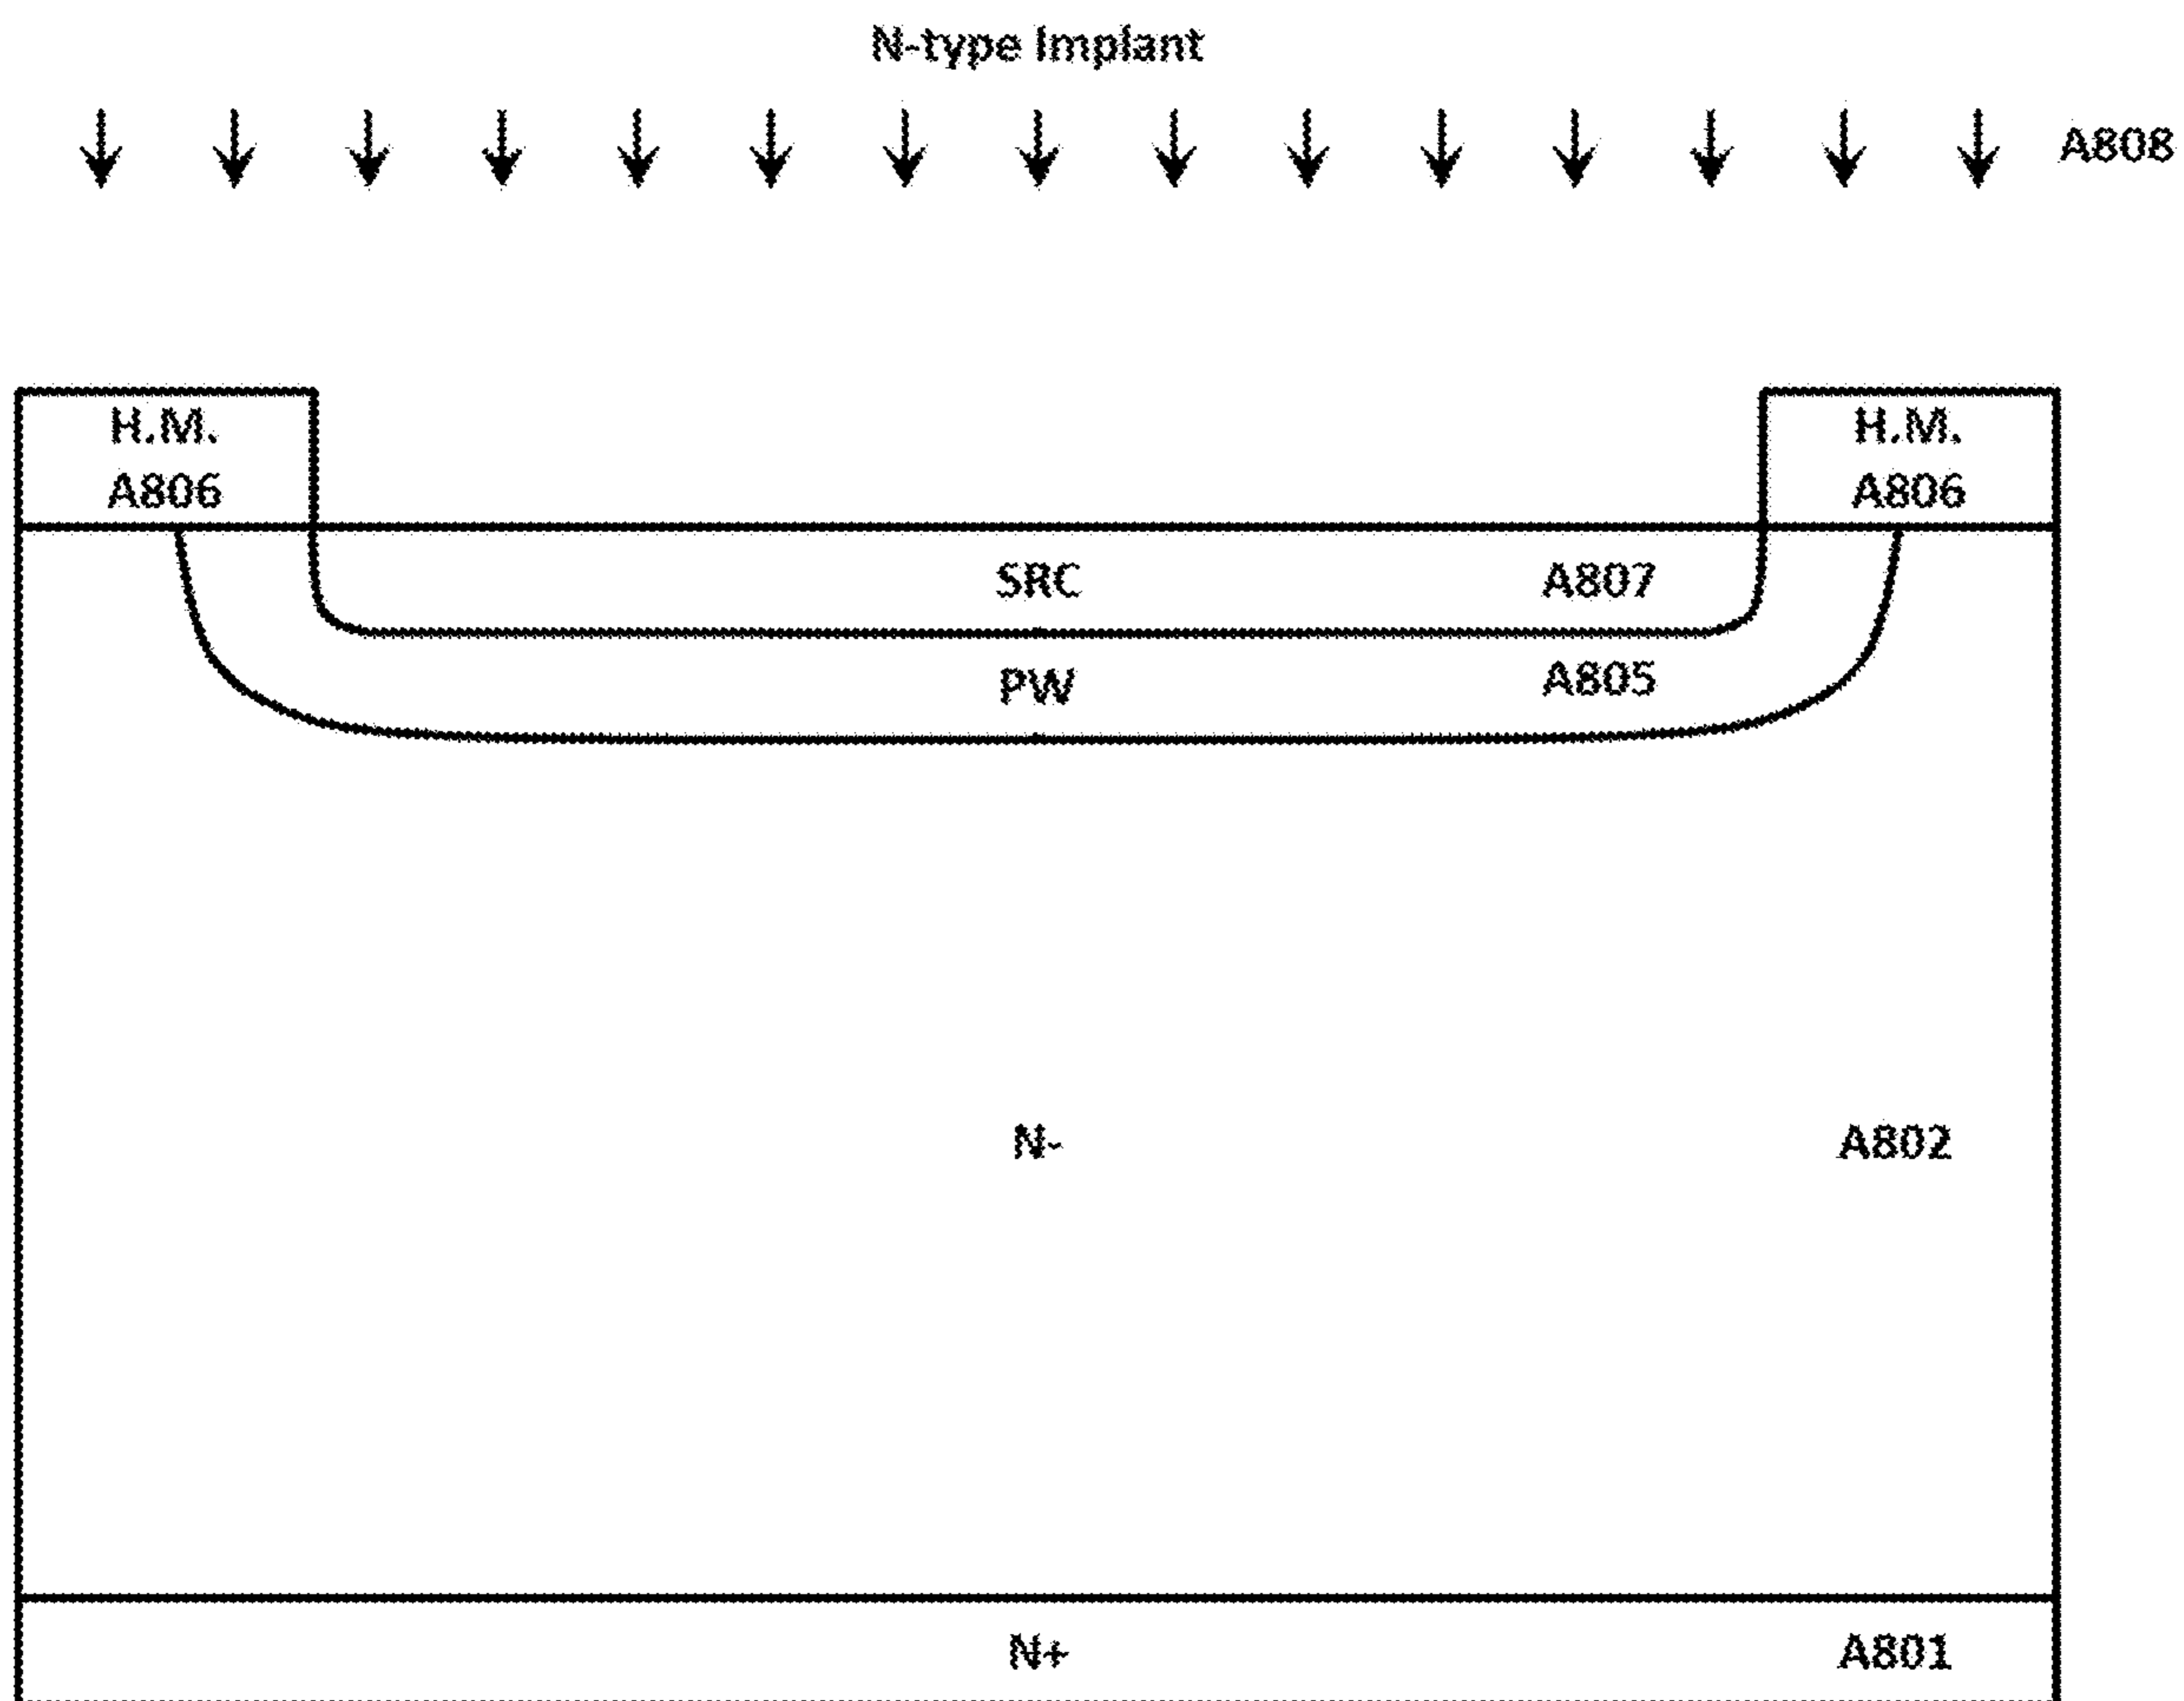 N-type Implant
A808
H.M.
A806
H.M.
A806
SRC A807
PW A805
N- A802
N+ A801